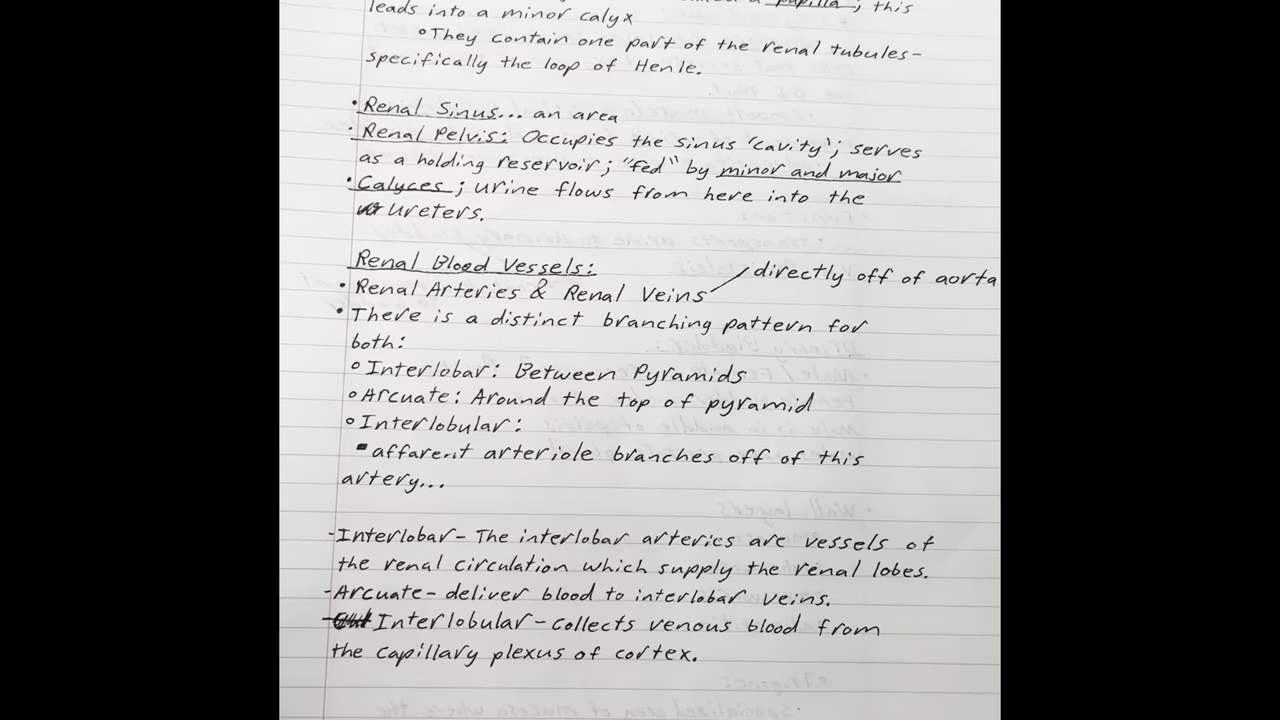 papilla; this
leads into a minor calyx
°They contain one part of the renal tubules-
specifically the loop of Henle.
• Renal Sinus... an area
• Renal Pelvis: Occupies the sinus 'cavity'; serves
as a holding reservoir; "fed" by minor and major
• Calyces; urine flows from here into the
ureters.
Renal Blood Vessels:
directly off of aorta
• Renal Arteries & Renal Veins
• There is a distinct branching pattern for
both:
° Interlobar: Between Pyramids
° Arcuate: Around the top of pyramid
° Interlobular:
▪ affarent arteriole branches off of this
artery...
- Interlobar- The interlobar arteries are vessels of
the renal circulation which supply the renal lobes.
- Arcuate- deliver blood to interlobar veins.
- Interlobular- collects venous blood from
the capillary plexus of cortex.